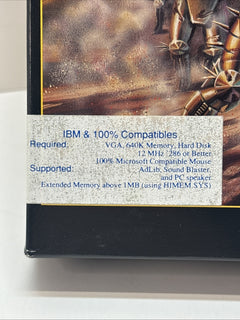 IBM & 100% Compatibles
Required: VGA, 640K Memory, Hard Disk
12 MHz '286 or Better
100% Microsoft Compatible Mouse
Supported: AdLib, Sound Blaster,
and PC speaker
Extended Memory above 1MB (using HIMEM.SYS)